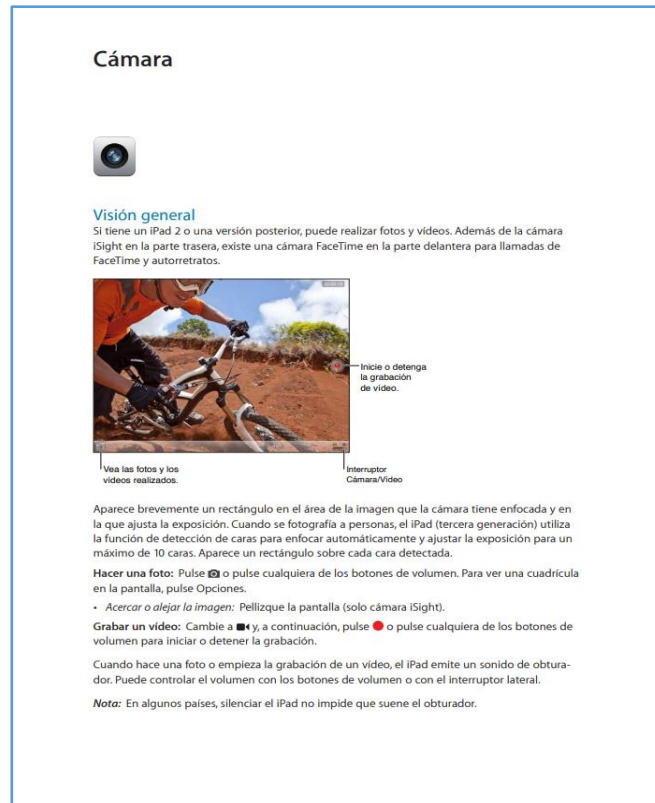 Cámara
Visión general
Si tiene un iPad 2 o una versión posterior, puede realizar fotos y vídeos. Además de la cámara
iSight en la parte trasera, existe una cámara FaceTime en la parte delantera para llamadas de
FaceTime y autorretratos.
Inicie o detenga
la grabación
de vídeo.
Vea las fotos y los
vídeos realizados.
Interruptor
Cámara/Vídeo
Aparece brevemente un rectángulo en el área de la imagen que la cámara tiene enfocada y en
la que ajusta la exposición. Cuando se fotografía a personas, el iPad (tercera generación) utiliza
la función de detección de caras para enfocar automáticamente y ajustar la exposición para un
máximo de 10 caras. Aparece un rectángulo sobre cada cara detectada.
Hacer una foto: Pulse o pulse cualquiera de los botones de volumen. Para ver una cuadrícula
en la pantalla, pulse Opciones.
• Acercar o alejar la imagen: Pellizque la pantalla (solo cámara iSight).
Grabar un vídeo: Cambie a y, a continuación, pulse o pulse cualquiera de los botones de
volumen para iniciar o detener la grabación.
Cuando hace una foto o empieza la grabación de un vídeo, el iPad emite un sonido de obtura-
dor. Puede controlar el volumen con los botones de volumen o con el interruptor lateral.
Nota: En algunos países, silenciar el iPad no impide que suene el obturador.